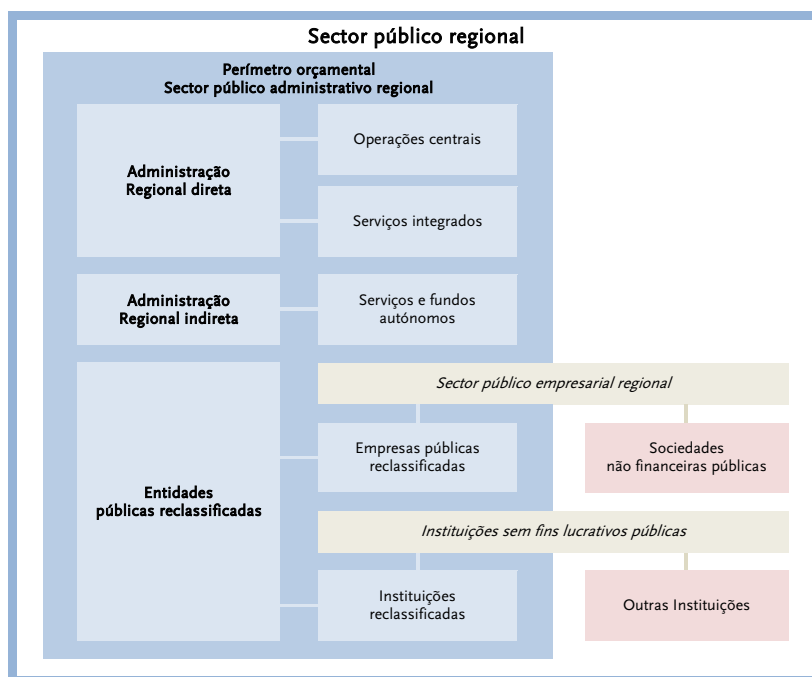 Sector público regional
Perímetro orçamental
Sector público administrativo regional
Administração
Regional direta
Operações centrais
Serviços integrados
Administração
Regional indireta
Serviços e fundos
autónomos
Entidades
públicas reclassificadas
Sector público empresarial regional
Empresas públicas
reclassificadas
Sociedades
não financeiras públicas
Instituições sem fins lucrativos públicas
Instituições
reclassificadas
Outras Instituições